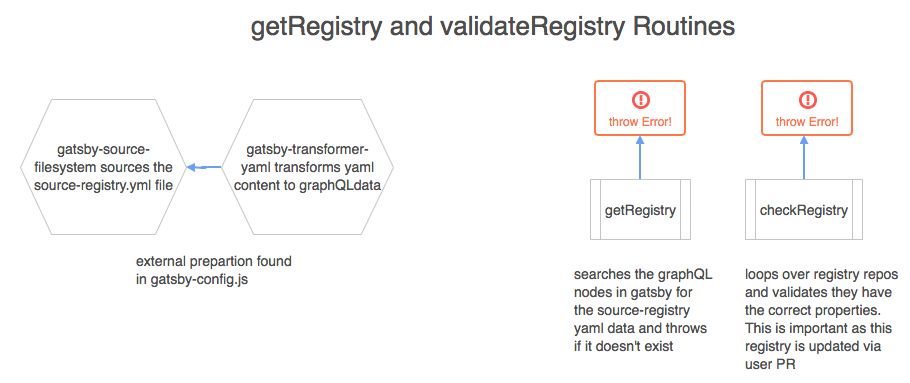 getRegistry and validateRegistry Routines
gatsby-source-
filesystem sources the
source-registry.yml file
gatsby-transformer-
yaml transforms yaml
content to graphQLdata
external prepartion found
in gatsby-config.js
throw Error!
throw Error!
getRegistry
checkRegistry
searches the graphQL
nodes in gatsby for
the source-registry
yaml data and throws
if it doesn't exist
loops over registry repos
and validates they have
the correct properties.
This is important as this
registry is updated via
user PR